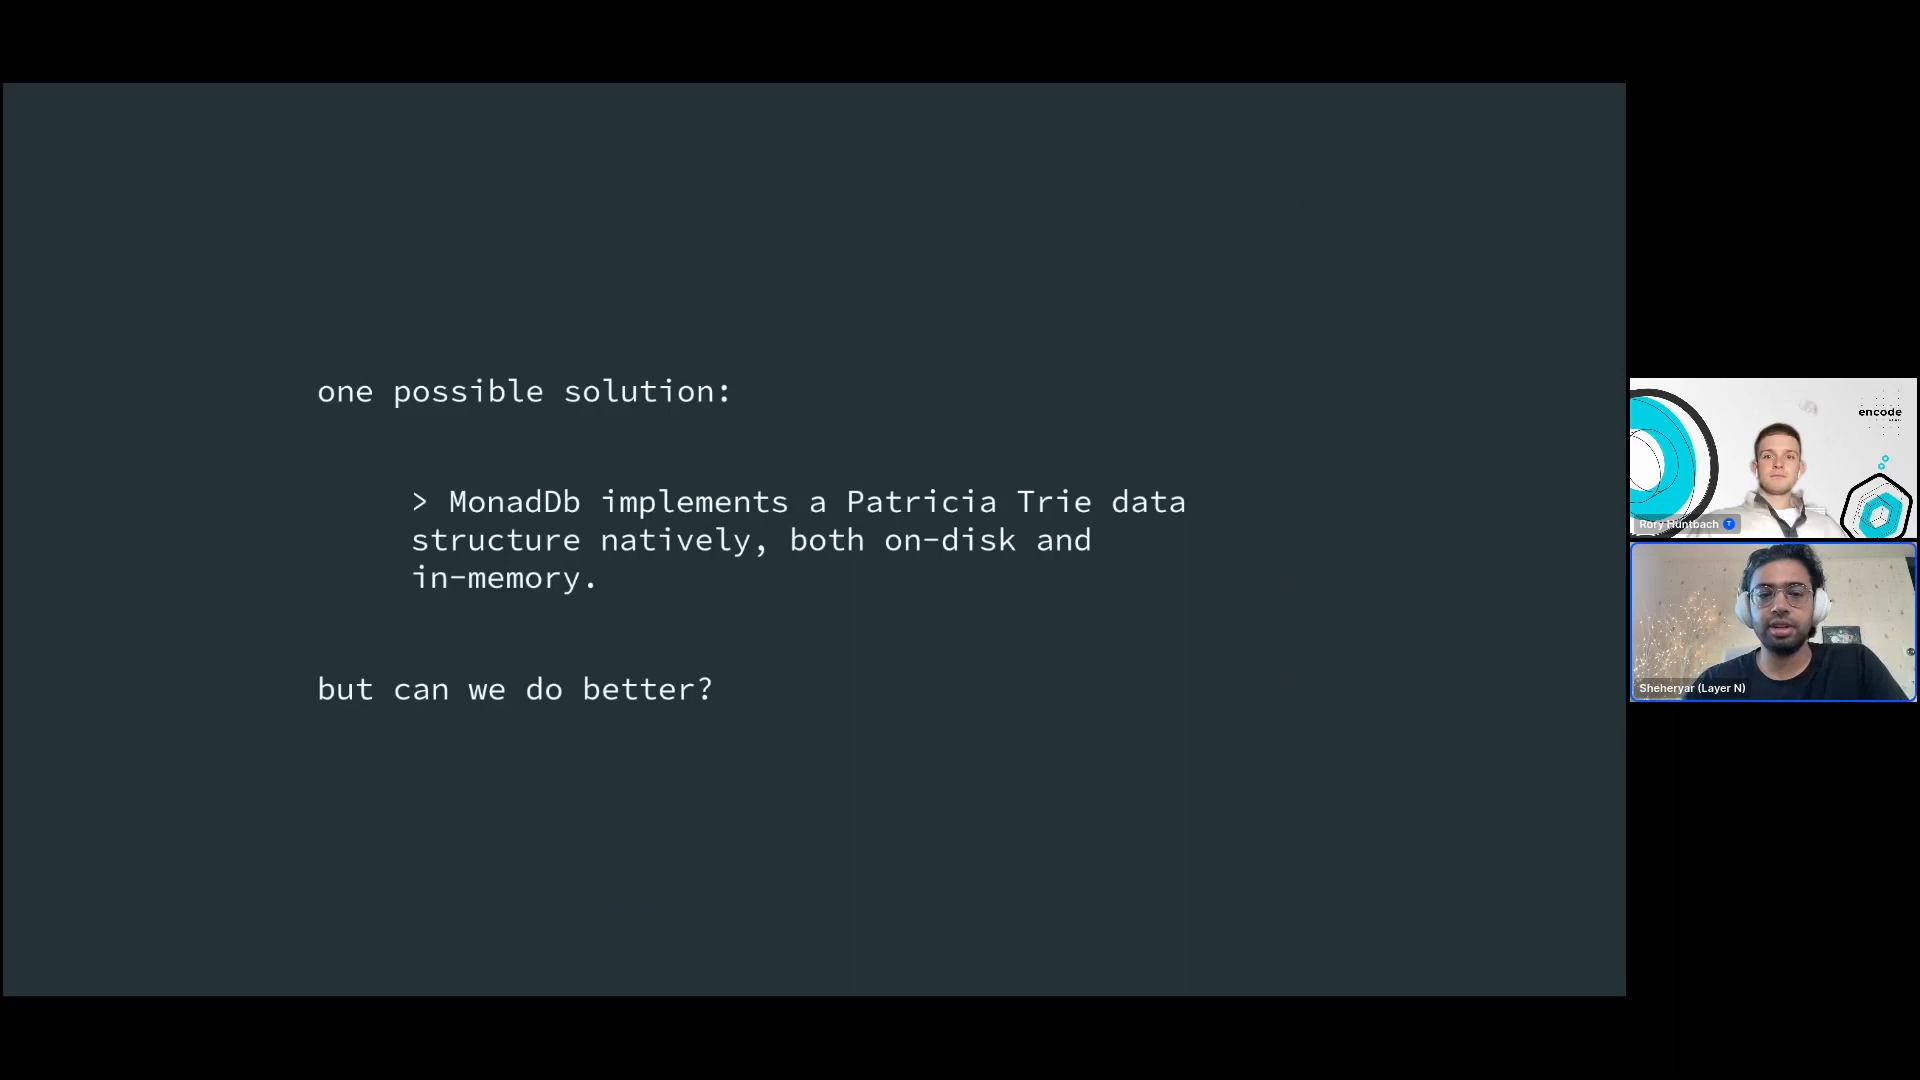 one possible solution:
> MonadDb implements a Patricia Trie data
structure natively, both on-disk and
in-memory.
but can we do better?
encode
Rory Huntbach
Sheheryar (Layer N)